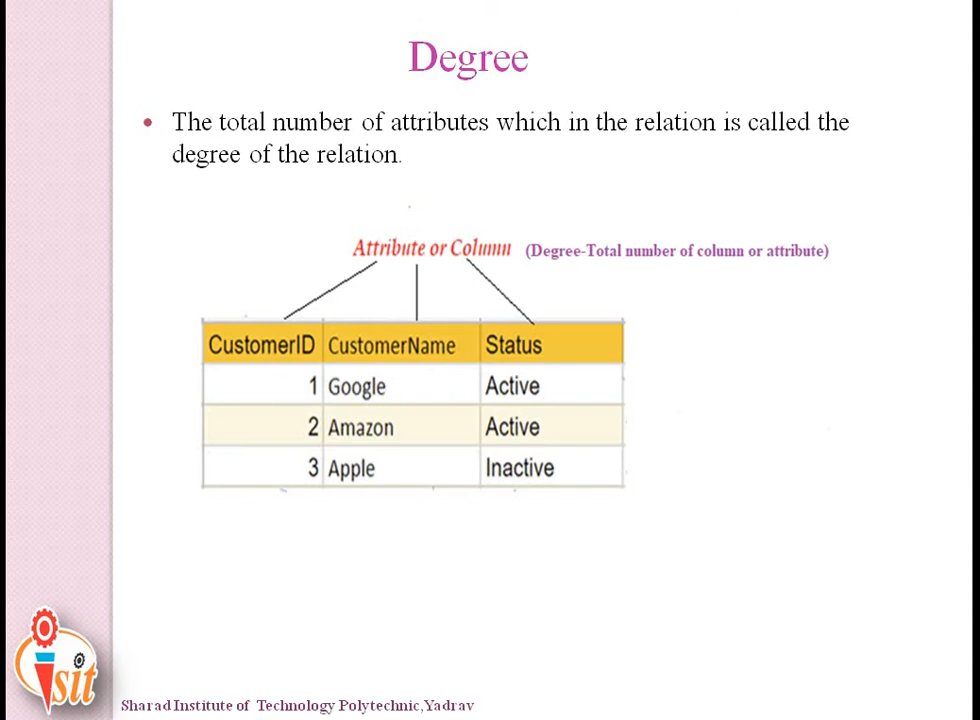 Degree
• The total number of attributes which in the relation is called the
degree of the relation.
Attribute or Column (Degree-Total number of column or attribute)
CustomerID CustomerName Status
1 Google Active
2 Amazon Active
3 Apple Inactive
sit
Sharad Institute of Technology Polytechnic,Yadrav